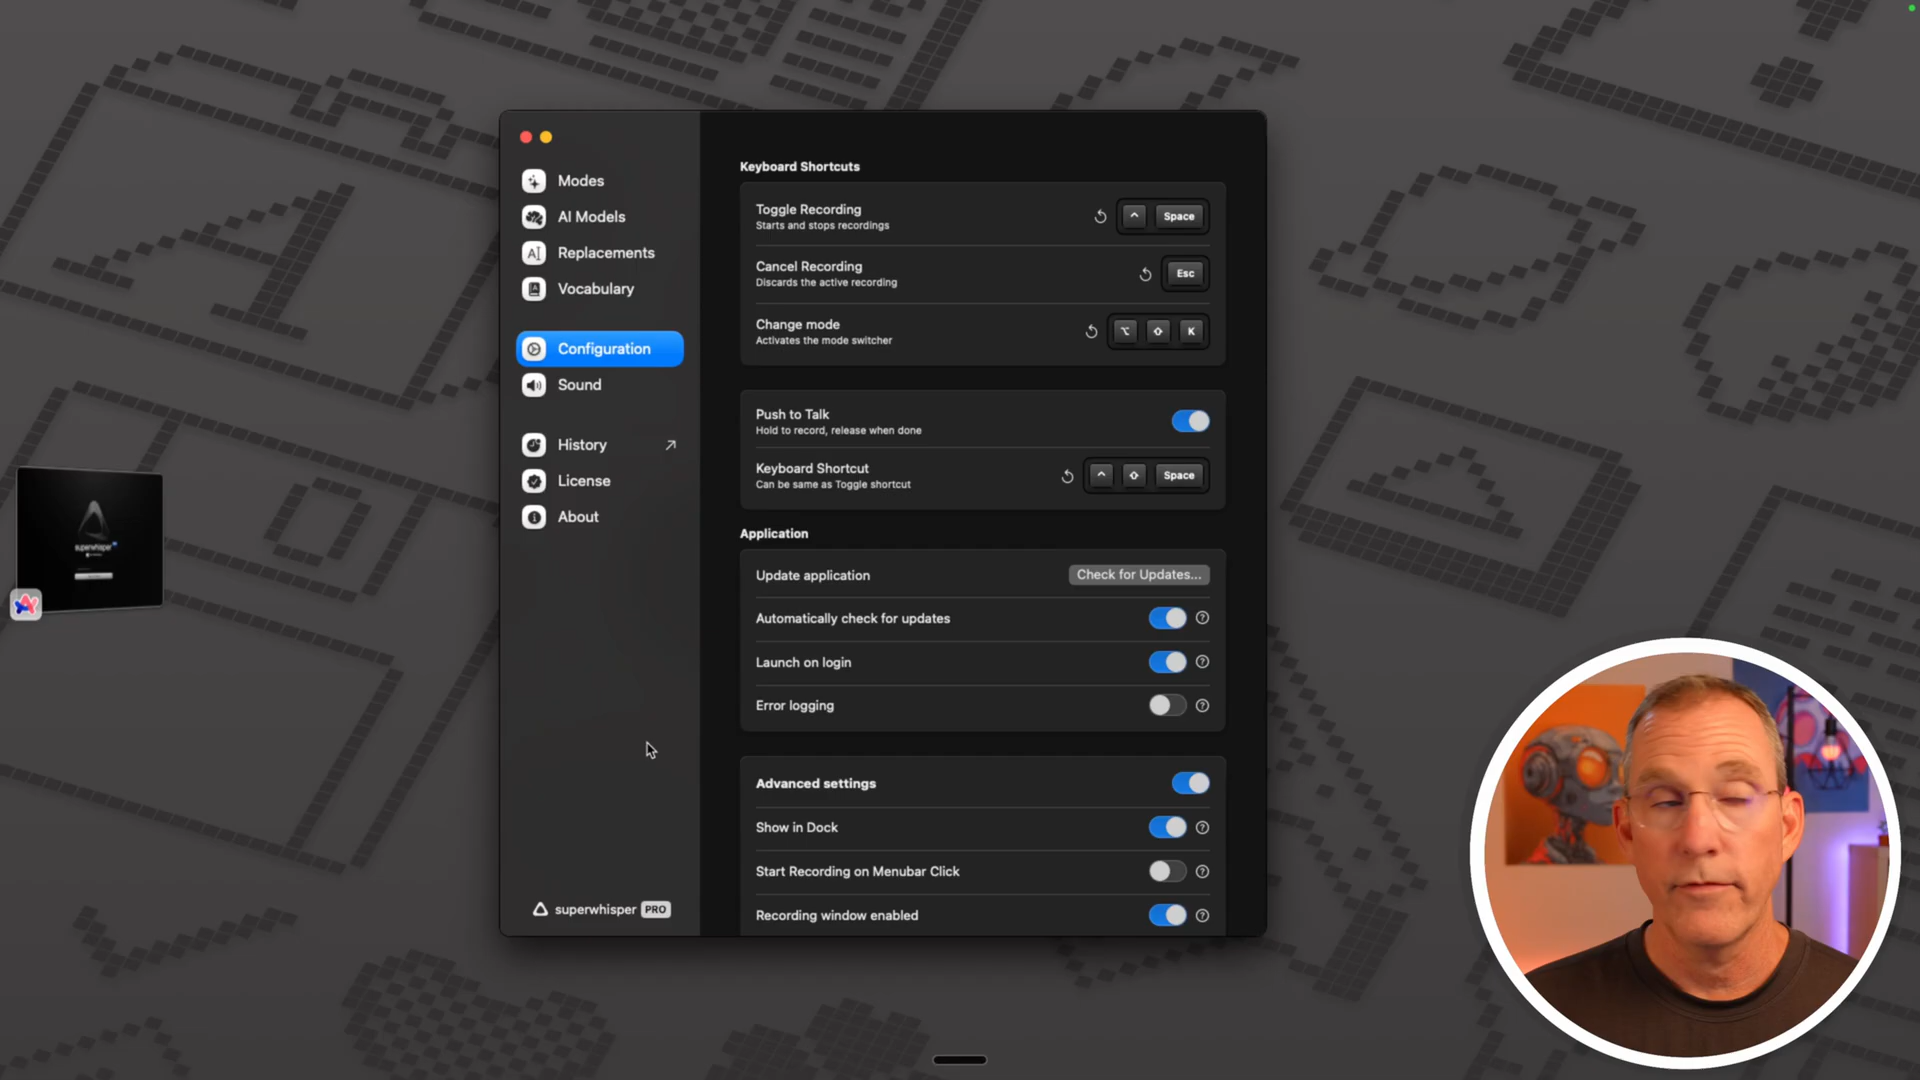 Modes
AI Models
Replacements
Vocabulary
Configuration
Sound
History
License
About
superwhisper PRO
Keyboard Shortcuts
Toggle Recording
Starts and stops recordings
^ Space
Cancel Recording
Discards the active recording
Esc
Change mode
Activates the mode switcher
⌥ ⇧ K
Push to Talk
Hold to record, release when done
Keyboard Shortcut
Can be same as Toggle shortcut
^ ⇧ Space
Application
Update application
Check for Updates...
Automatically check for updates
Launch on login
Error logging
Advanced settings
Show in Dock
Start Recording on Menubar Click
Recording window enabled
superwhisper